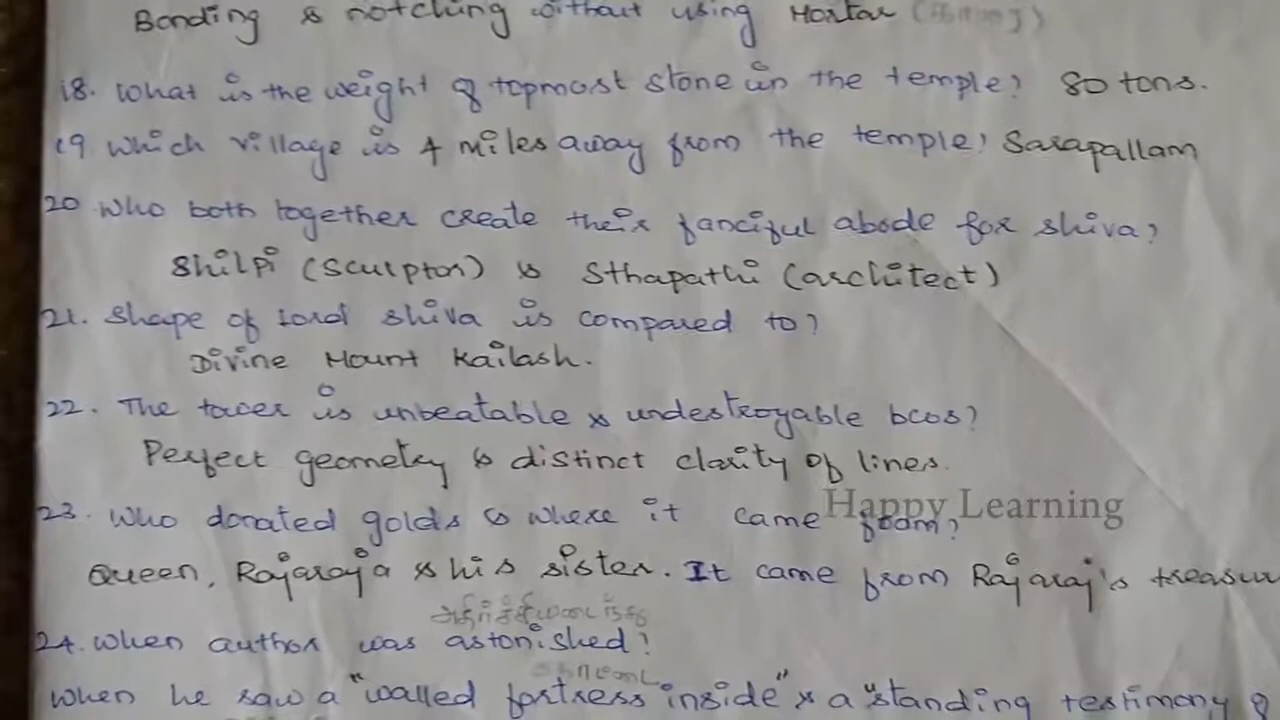 Bonding & notching without using Mortar
18. What is the weight of topmost stone in the temple? 80 tons.
19 which village is 4 miles away from the temple? Sarapallam
20 who both together create their fanciful abode for shiva?
Shilpi (sculptor) & Sthapathi (architect)
21. Shape of Lord shiva is compared to?
Divine Mount Kailash.
22. The tower is unbeatable & undestroyable bcos?
Perfect geometry & distinct clarity of lines.
Happy Learning
23. Who donated golds & where it came from?
Queen, Rajaraja & his sister. It came from Rajaraj's treasu
24. When author was astonished?
When he saw a "walled fortress inside" & a "standing testimony of